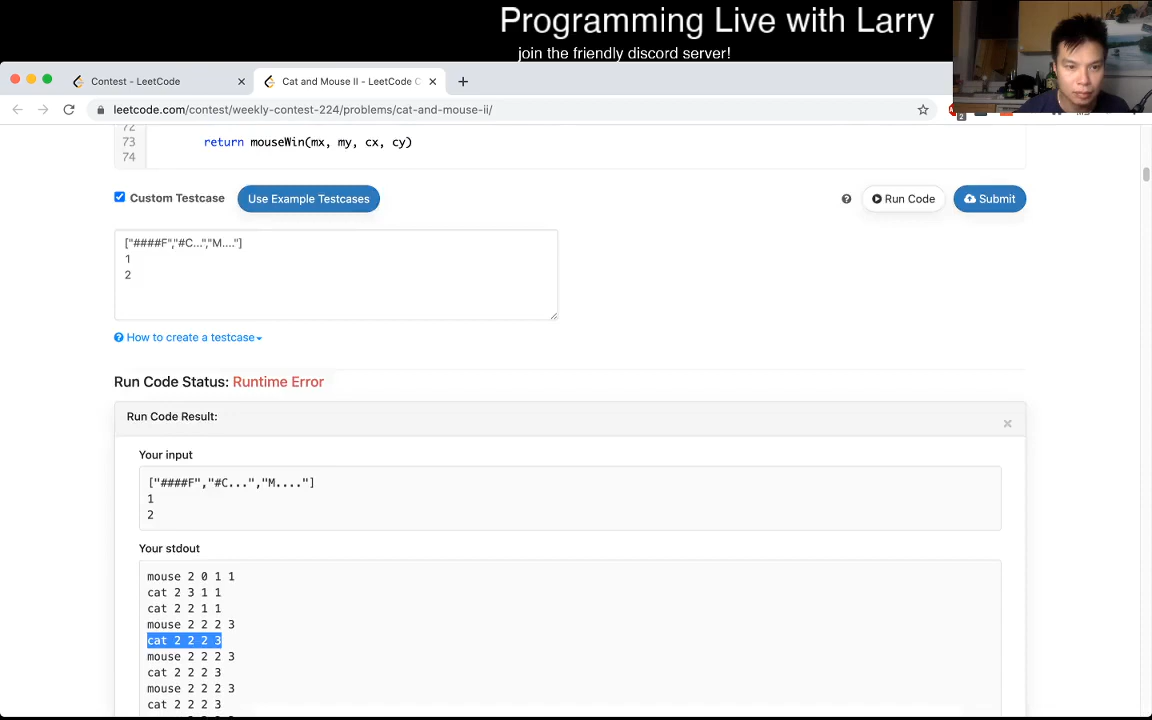 Programming Live with Larry
join the friendly discord server!
Contest - LeetCode
Cat and Mouse II - LeetCode C
leetcode.com/contest/weekly-contest-224/problems/cat-and-mouse-ii/
2
72
73 return mouseWin(mx, my, cx, cy)
74
Custom Testcase Use Example Testcases Run Code Submit
["####F","#C...","M...."]
1
2
How to create a testcase
Run Code Status: Runtime Error
Run Code Result:
Your input
["####F","#C...","M...."]
1
2
Your stdout
mouse 2 0 1 1
cat 2 3 1 1
cat 2 2 1 1
mouse 2 2 2 3
cat 2 2 2 3
mouse 2 2 2 3
cat 2 2 2 3
mouse 2 2 2 3
cat 2 2 2 3